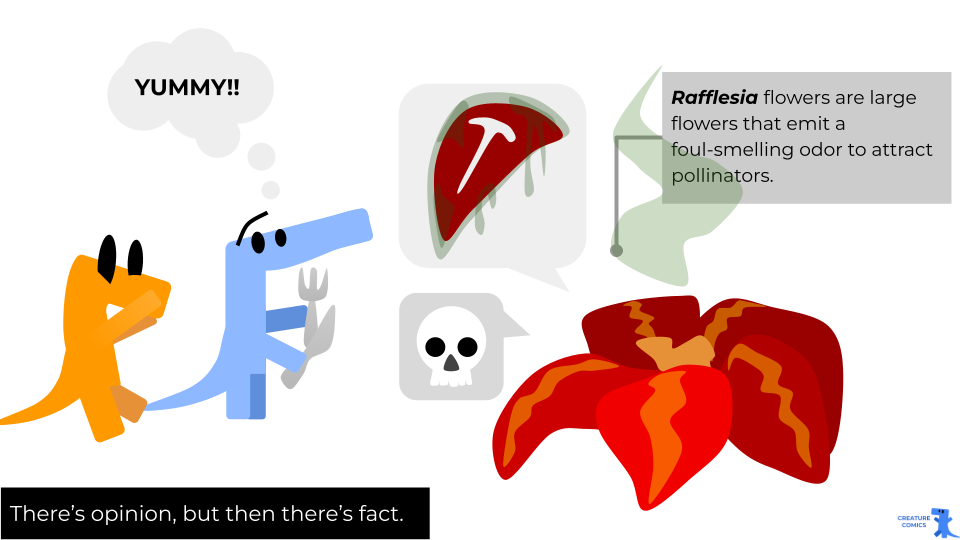 YUMMY!!
Rafflesia flowers are large
flowers that emit a
foul-smelling odor to attract
pollinators.
There’s opinion, but then there’s fact.
CREATURE
COMICS